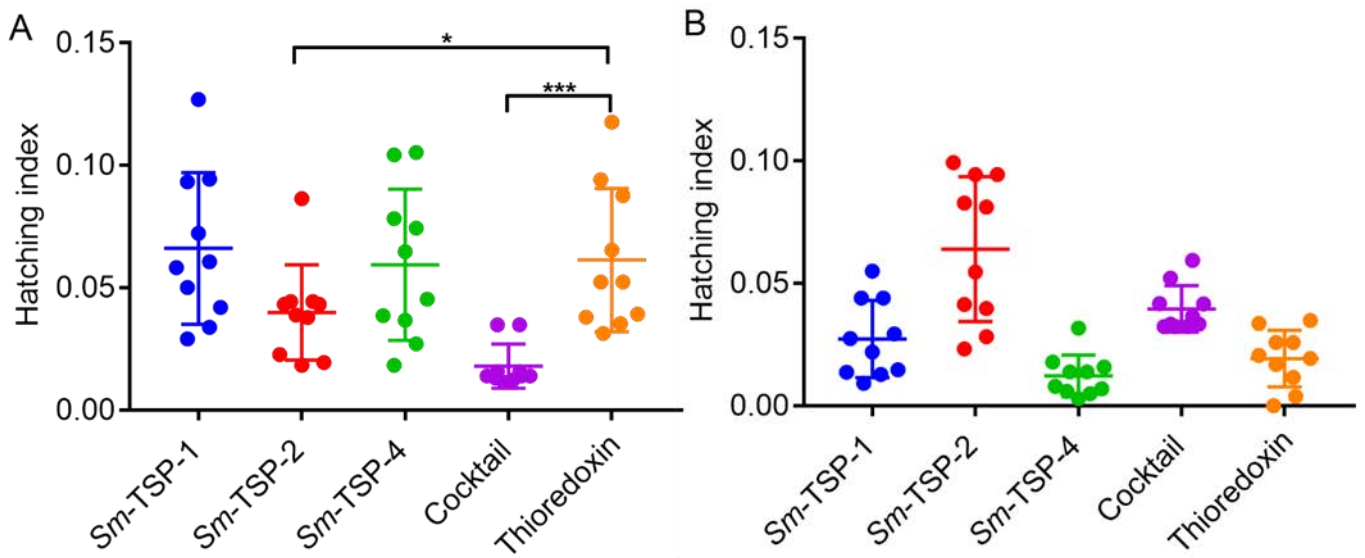 A
B
0.15
0.10
0.05
0.00
Hatching index
*
***
Sm-TSP-1
Sm-TSP-2
Sm-TSP-4
Cocktail
Thioredoxin
0.15
0.10
0.05
0.00
Hatching index
Sm-TSP-1
Sm-TSP-2
Sm-TSP-4
Cocktail
Thioredoxin